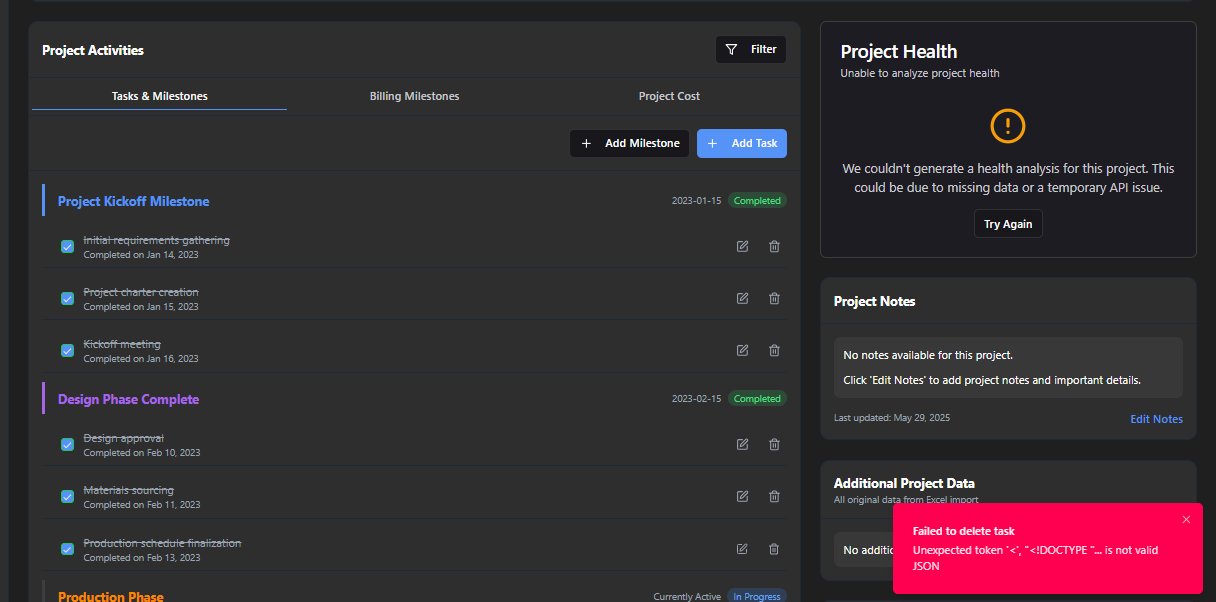 Project Activities
Filter
Tasks & Milestones
Billing Milestones
Project Cost
Add Milestone
Add Task
Project Kickoff Milestone
2023-01-15
Completed
Initial requirements gathering
Completed on Jan 14, 2023
Project charter creation
Completed on Jan 15, 2023
Kickoff meeting
Completed on Jan 16, 2023
Design Phase Complete
2023-02-15
Completed
Design approval
Completed on Feb 10, 2023
Materials sourcing
Completed on Feb 11, 2023
Production schedule finalization
Completed on Feb 13, 2023
Production Phase
Currently Active
In Progress
Project Health
Unable to analyze project health
We couldn't generate a health analysis for this project. This
could be due to missing data or a temporary API issue.
Try Again
Project Notes
No notes available for this project.
Click 'Edit Notes' to add project notes and important details.
Last updated: May 29, 2025
Edit Notes
Additional Project Data
All original data from Excel import
No additic
Failed to delete task
Unexpected token '<', "<!DOCTYPE "... is not valid
JSON